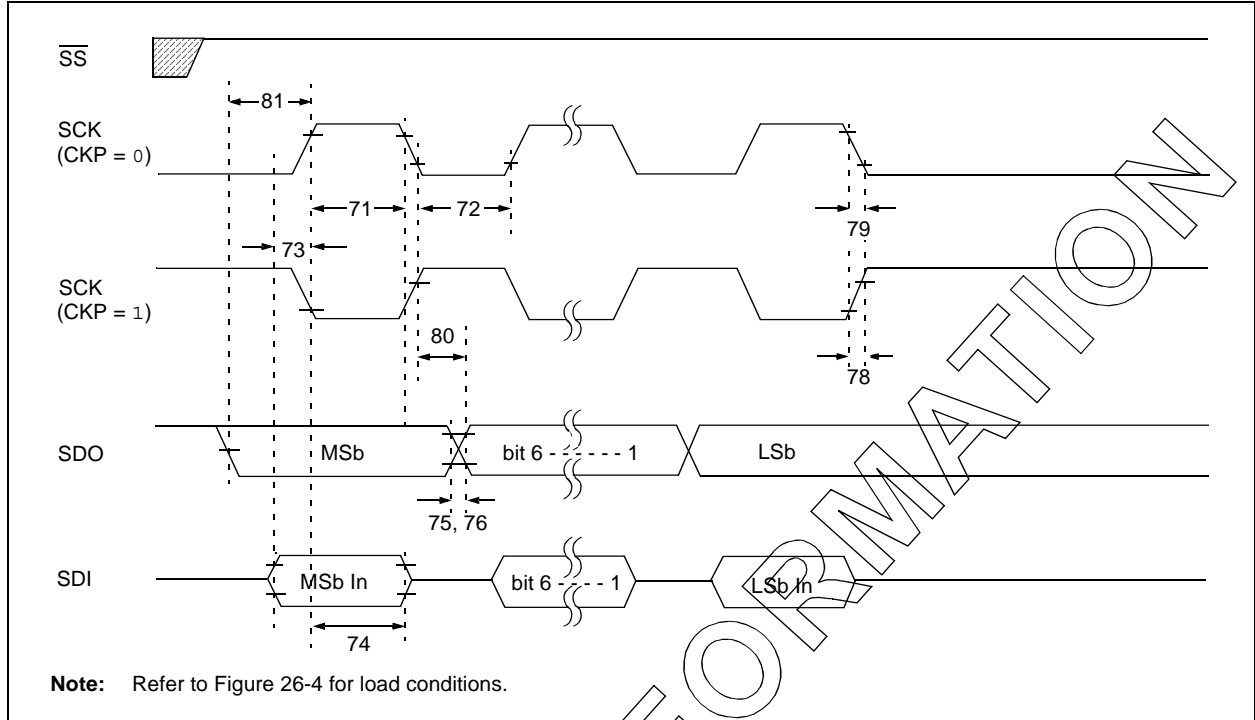 SS
81
SCK
(CKP = 0)
71
72
79
73
SCK
(CKP = 1)
80
78
SDO
MSb
bit 6 - - - - - - 1
LSb
75, 76
SDI
MSb In
bit 6 - - - - 1
LSb In
74
Note: Refer to Figure 26-4 for load conditions.
FORMATION